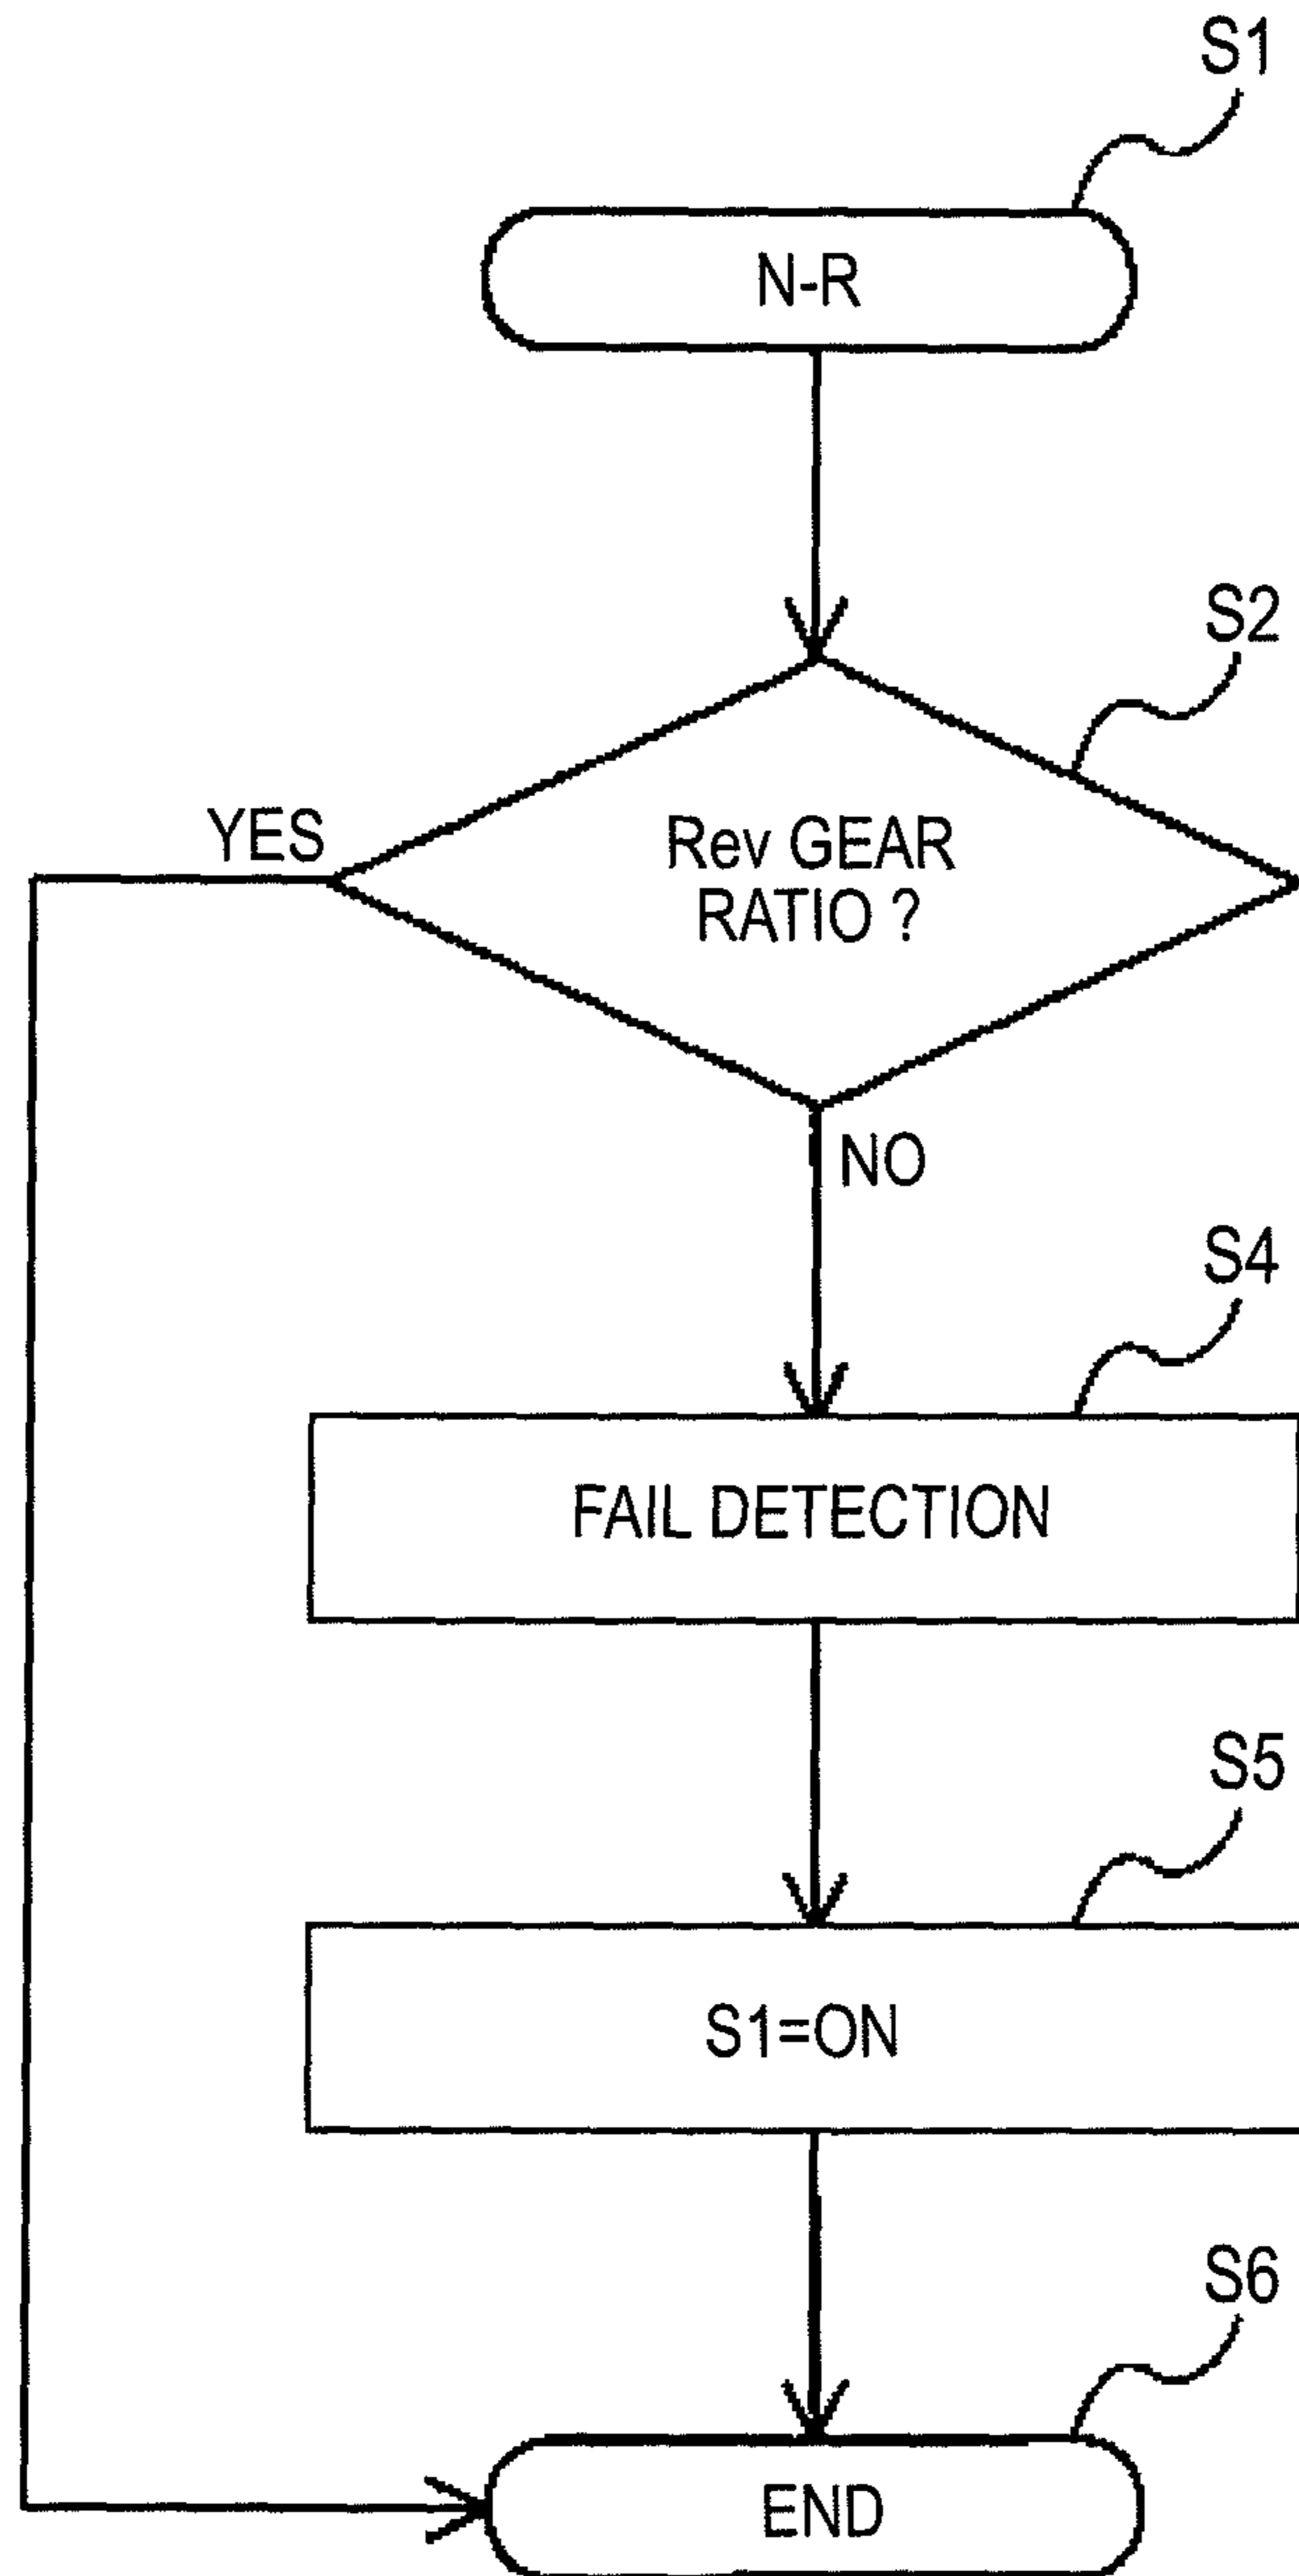 S1
N-R
S2
YES
Rev GEAR
RATIO ?
NO
S4
FAIL DETECTION
S5
S1=ON
S6
END